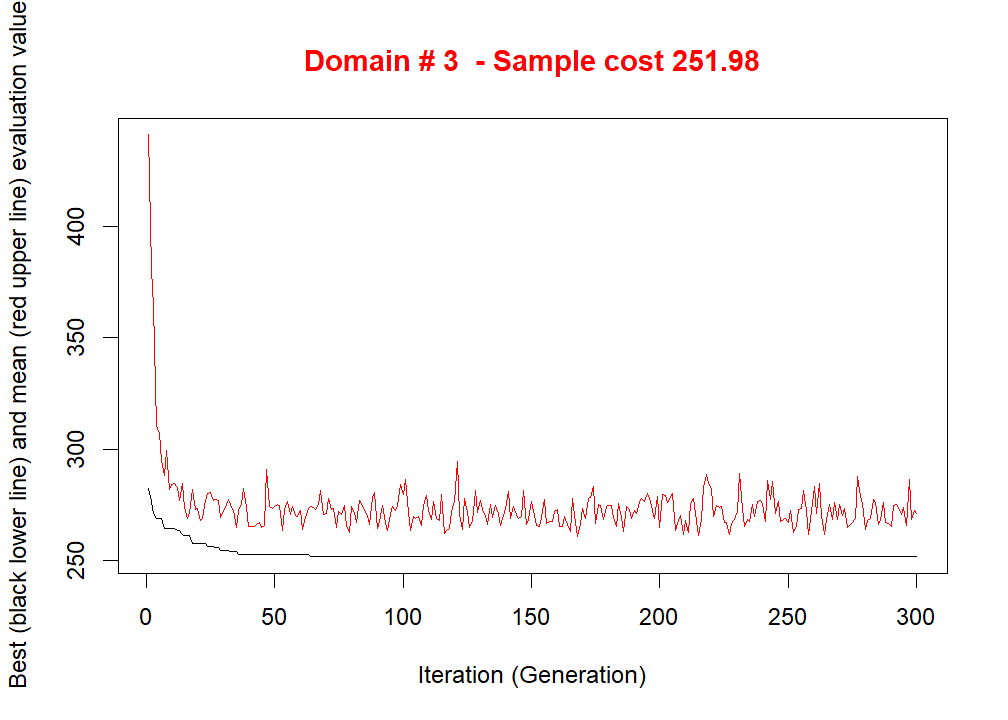 Domain # 3  - Sample cost 251.98
Best (black lower line) and mean (red upper line) evaluation value
400
350
300
250
0 50 100 150 200 250 300
Iteration (Generation)